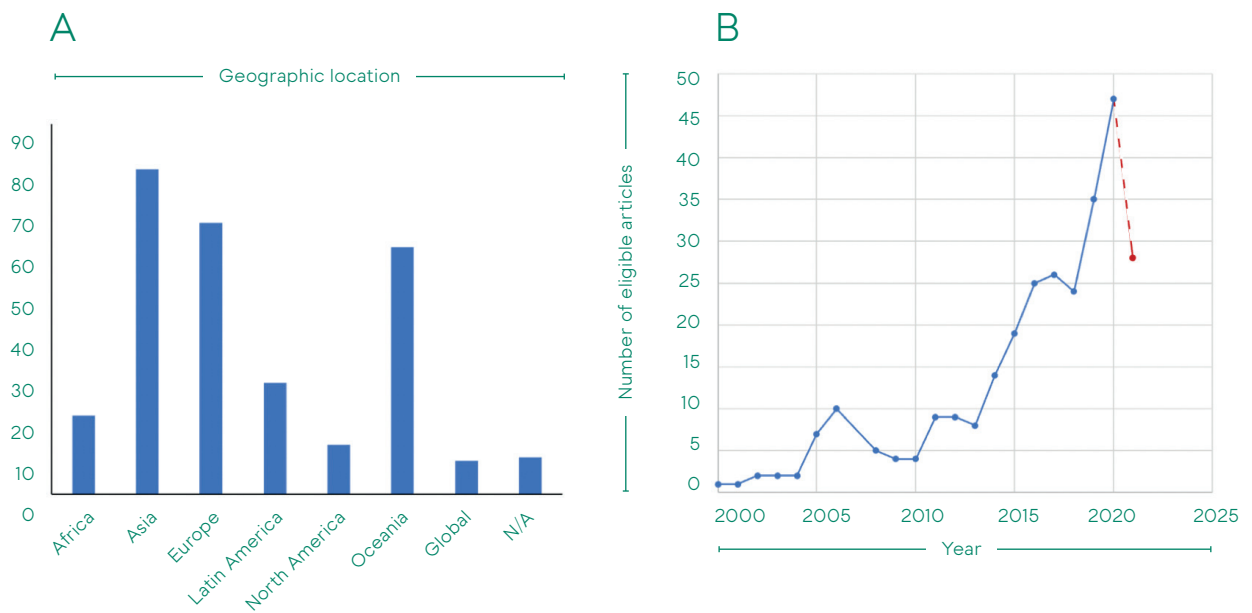 A
Geographic location
90
80
70
60
50
40
30
20
10
0
Africa
Asia
Europe
Latin America
North America
Oceania
Global
N/A
B
Number of eligible articles
50
45
40
35
30
25
20
15
10
5
0
2000 2005 2010 2015 2020 2025
Year